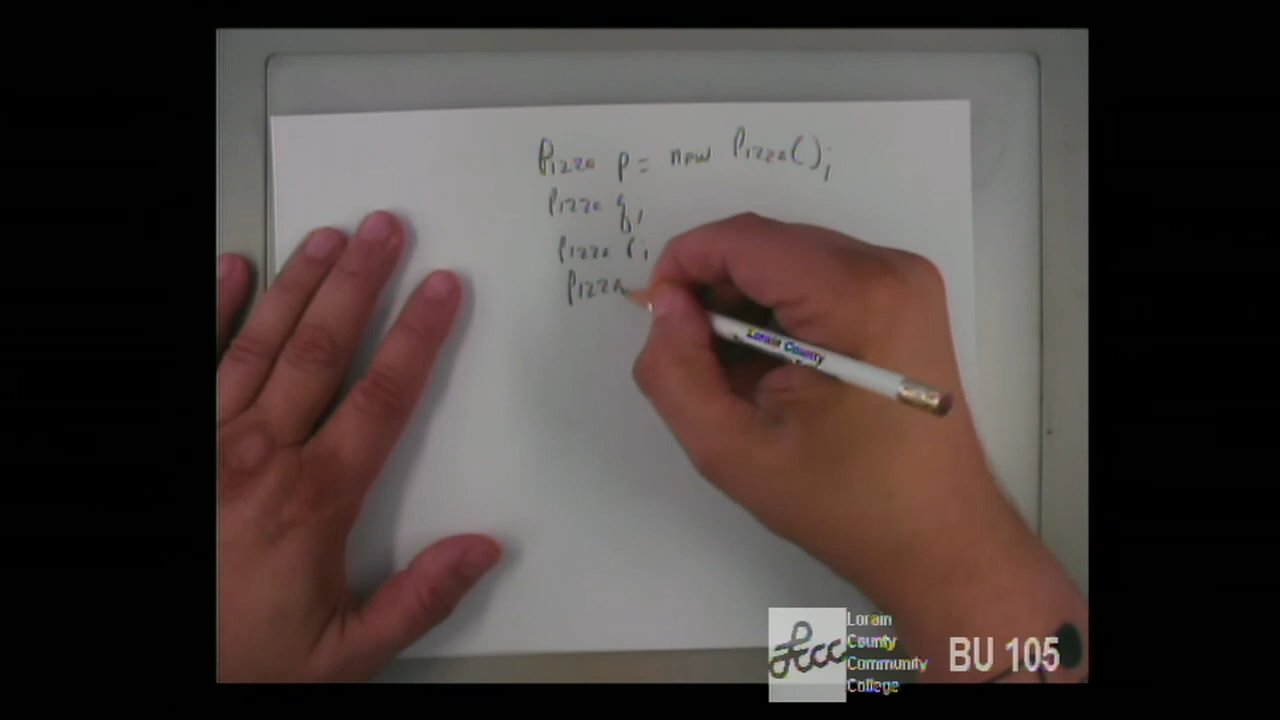 Pizza p = new Pizza();
Pizza q;
Pizza r;
Pizza
Lorain County
Lorain
County
Community
College
BU 105